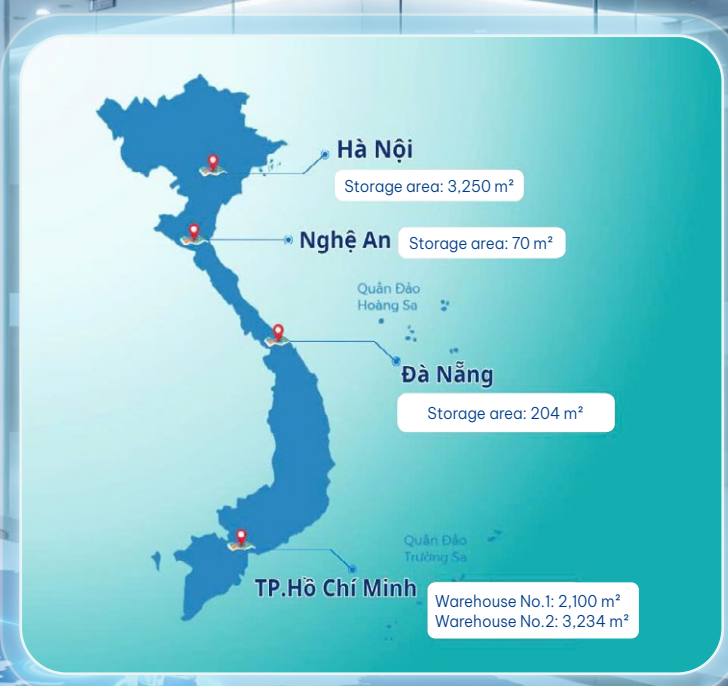 Hà Nội
Storage area: 3,250 m²
Nghệ An
Storage area: 70 m²
Quần Đảo
Hoàng Sa
Đà Nẵng
Storage area: 204 m²
Quần Đảo
Trường Sa
TP.Hồ Chí Minh
Warehouse No.1: 2,100 m²
Warehouse No.2: 3,234 m²